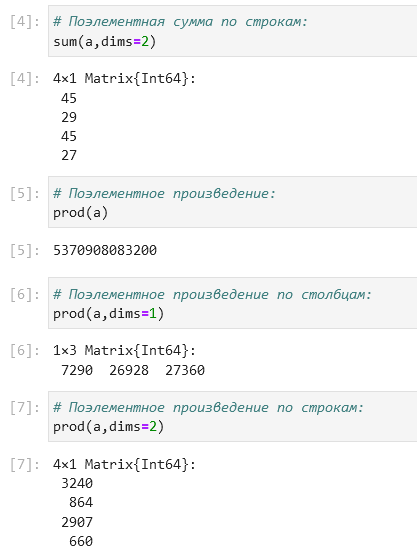 [4]: # Поэлементная сумма по строкам:
sum(a,dims=2)
[4]: 4×1 Matrix{Int64}:
45
29
45
27
[5]: # Поэлементное произведение:
prod(a)
[5]: 5370908083200
[6]: # Поэлементное произведение по столбцам:
prod(a,dims=1)
[6]: 1×3 Matrix{Int64}:
7290 26928 27360
[7]: # Поэлементное произведение по строкам:
prod(a,dims=2)
[7]: 4×1 Matrix{Int64}:
3240
864
2907
660